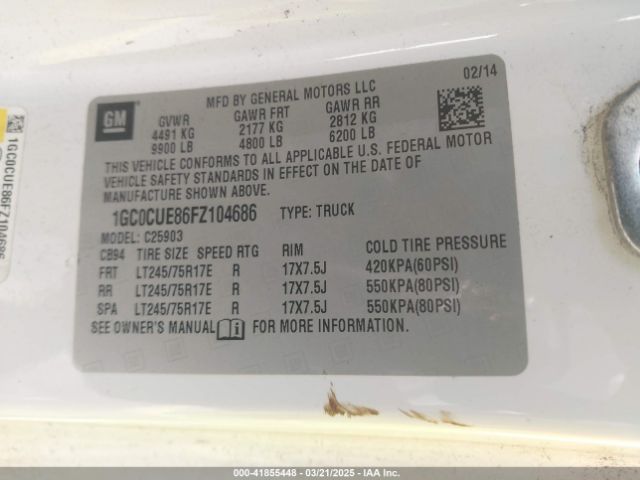 MFD BY GENERAL MOTORS LLC
02/14
GM
GVWR GAWR FRT GAWR RR
4491 KG 2177 KG 2812 KG
9900 LB 4800 LB 6200 LB
THIS VEHICLE CONFORMS TO ALL APPLICABLE U.S. FEDERAL MOTOR
VEHICLE SAFETY STANDARDS IN EFFECT ON THE DATE OF
MANUFACTURE SHOWN ABOVE.
1GC0CUE86FZ104686 TYPE: TRUCK
MODEL: C25903
CB94 TIRE SIZE SPEED RTG RIM COLD TIRE PRESSURE
FRT LT245/75R17E R 17X7.5J 420KPA(60PSI)
RR LT245/75R17E R 17X7.5J 550KPA(80PSI)
SPA LT245/75R17E R 17X7.5J 550KPA(80PSI)
SEE OWNER'S MANUAL FOR MORE INFORMATION.
1GC0CUE86FZ104686
000-41855448 - 03/21/2025 - IAA Inc.